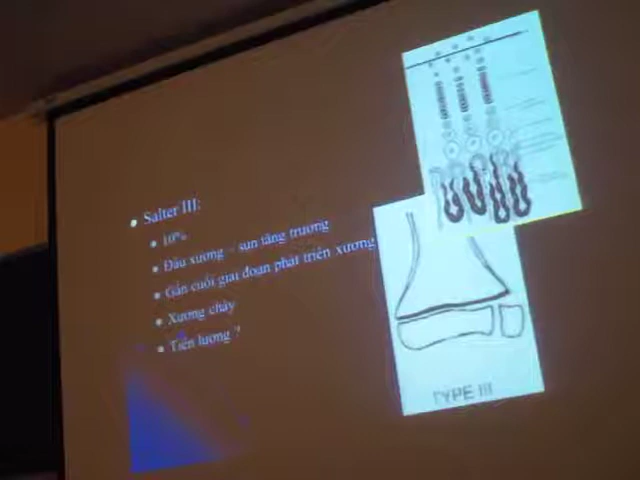 Salter III:
10%
Đầu xương – sụn tăng trưởng
Gần cuối giai đoạn phát triển xương
Xương chày
Tiên lượng ?
TYPE III